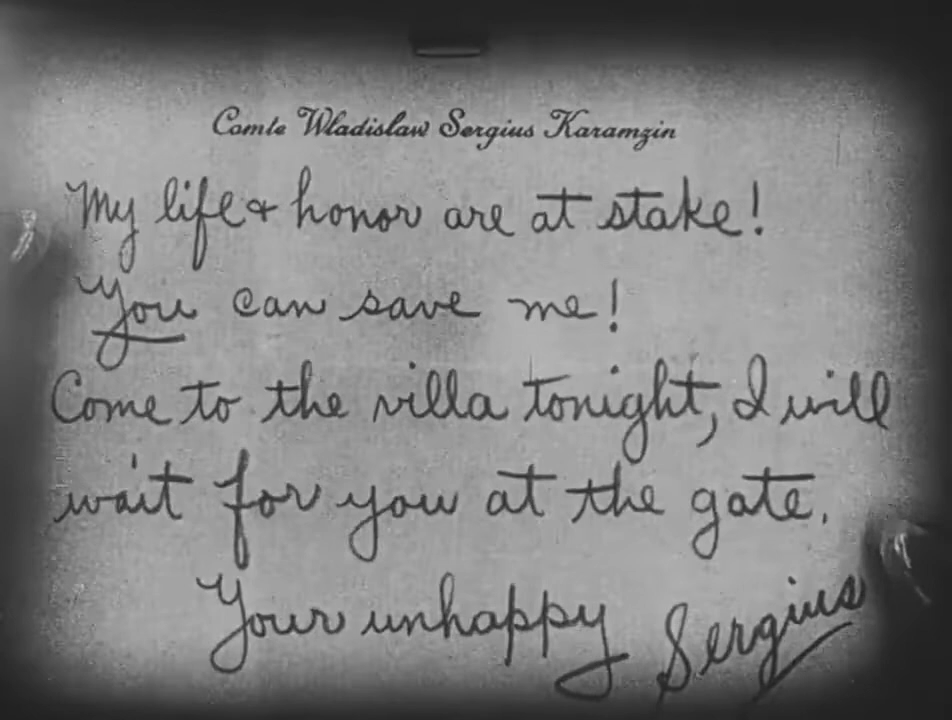 Comte Wladislaw Sergius Karamzin
My life & honor are at stake!
You can save me!
Come to the villa tonight, I will
wait for you at the gate.
Your unhappy Sergius